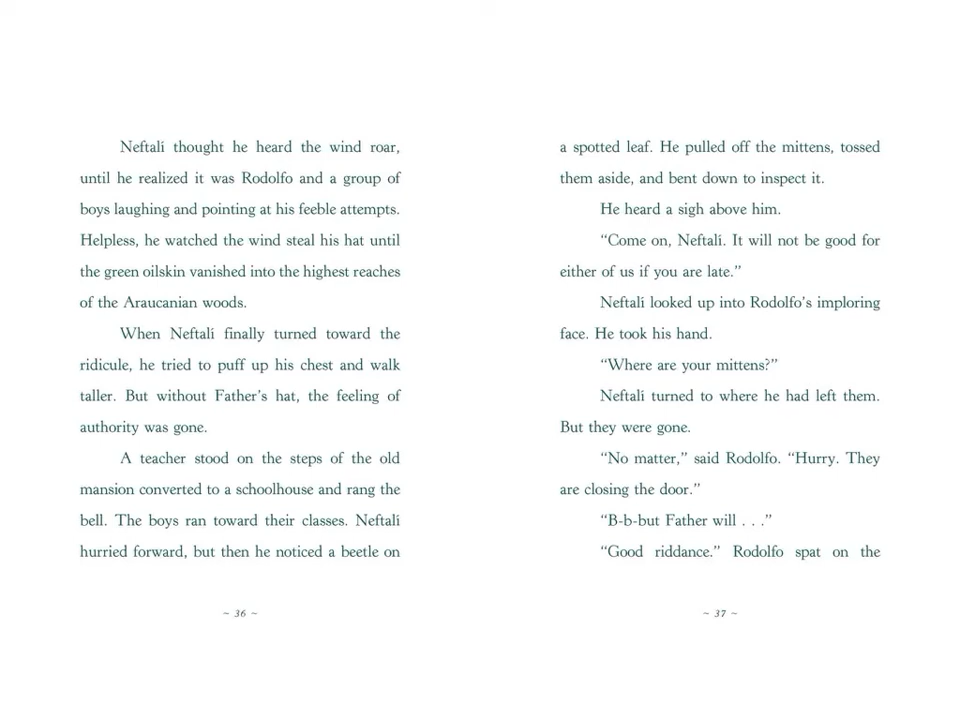 Neftalí thought he heard the wind roar,
until he realized it was Rodolfo and a group of
boys laughing and pointing at his feeble attempts.
Helpless, he watched the wind steal his hat until
the green oilskin vanished into the highest reaches
of the Araucanian woods.
When Neftalí finally turned toward the
ridicule, he tried to puff up his chest and walk
taller. But without Father’s hat, the feeling of
authority was gone.
A teacher stood on the steps of the old
mansion converted to a schoolhouse and rang the
bell. The boys ran toward their classes. Neftalí
hurried forward, but then he noticed a beetle on
~ 36 ~
a spotted leaf. He pulled off the mittens, tossed
them aside, and bent down to inspect it.
He heard a sigh above him.
“Come on, Neftalí. It will not be good for
either of us if you are late.”
Neftalí looked up into Rodolfo’s imploring
face. He took his hand.
“Where are your mittens?”
Neftalí turned to where he had left them.
But they were gone.
“No matter,” said Rodolfo. “Hurry. They
are closing the door.”
“B-b-but Father will . . .”
“Good riddance.” Rodolfo spat on the
~ 37 ~